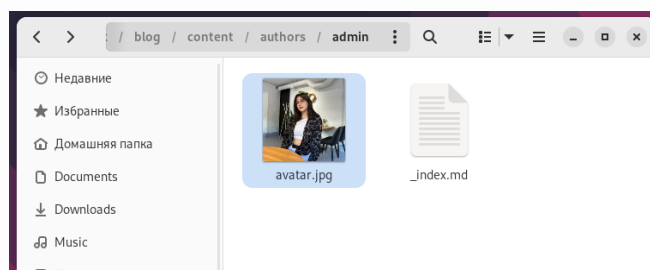 / blog / content / authors / admin
Недавние
Избранные
Домашняя папка
Documents
Downloads
Music
avatar.jpg
_index.md